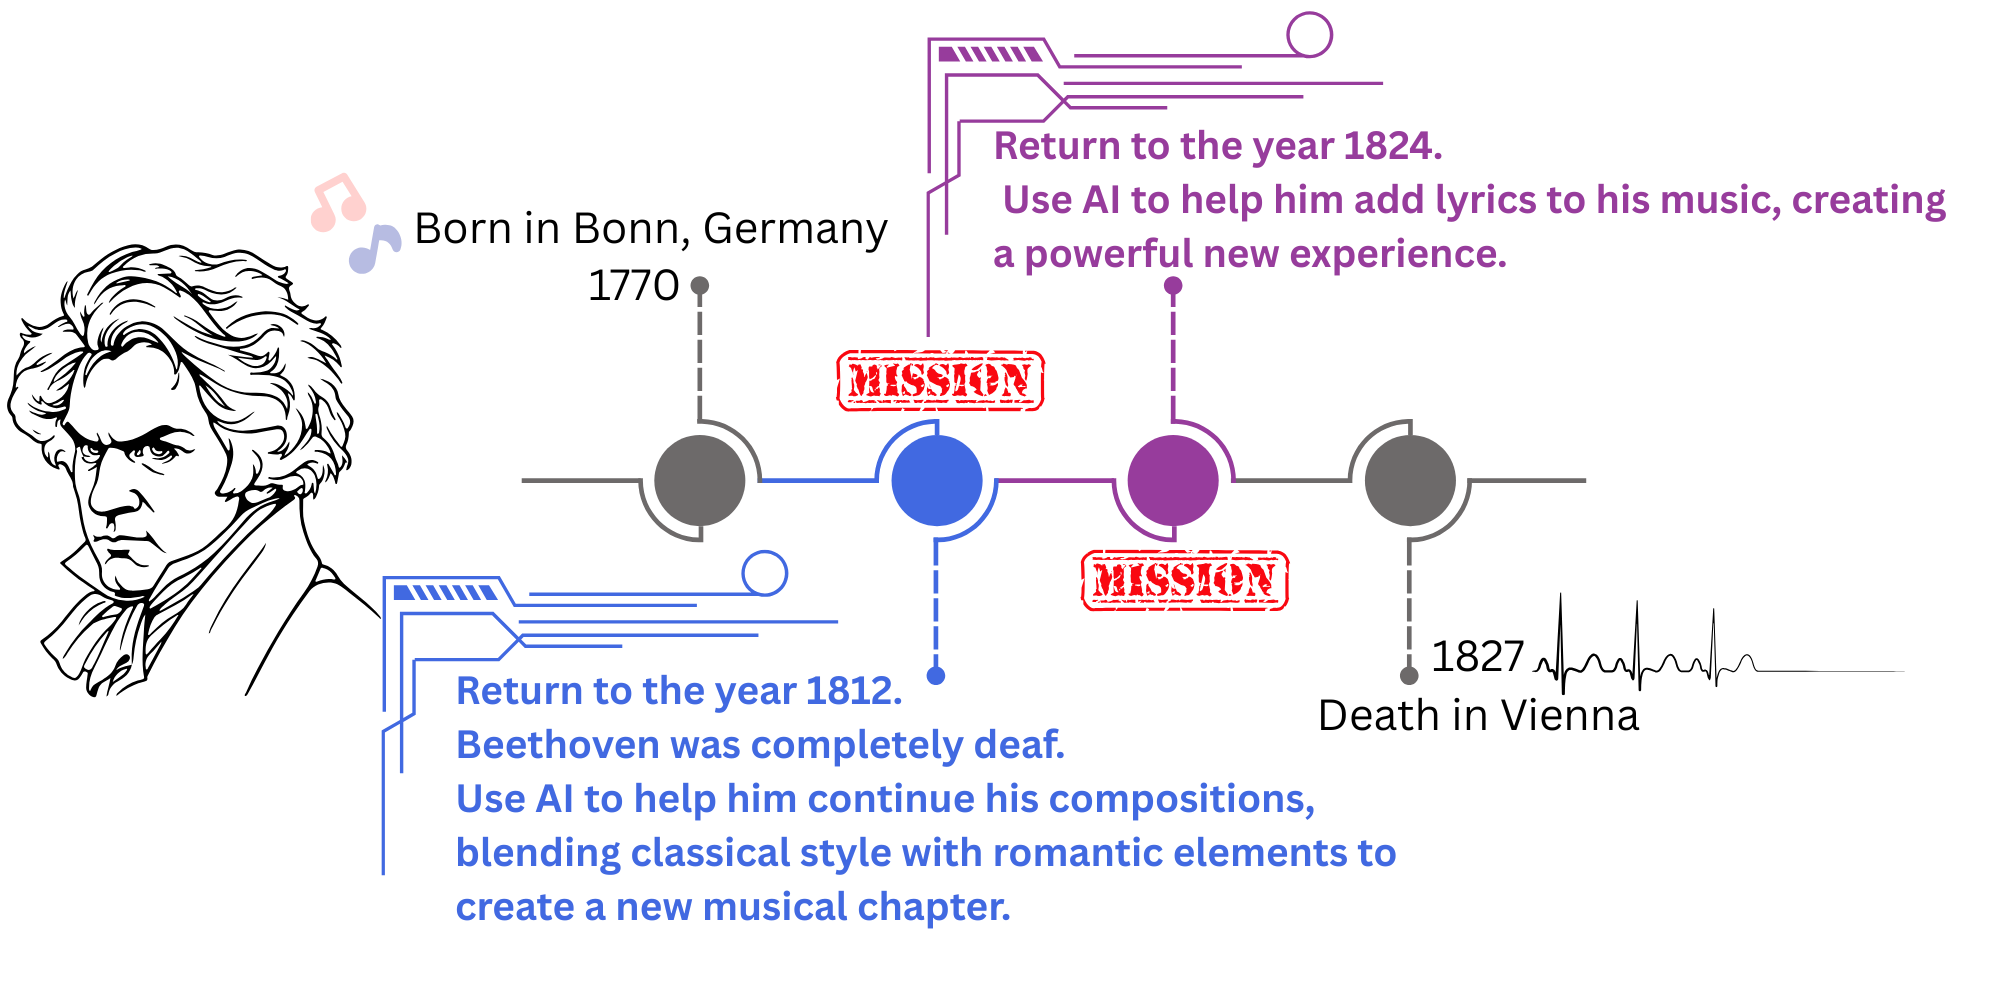 Return to the year 1824.
Use AI to help him add lyrics to his music, creating
a powerful new experience.
Born in Bonn, Germany
1770
MISSION
MISSION
1827
Death in Vienna
Return to the year 1812.
Beethoven was completely deaf.
Use AI to help him continue his compositions,
blending classical style with romantic elements to
create a new musical chapter.